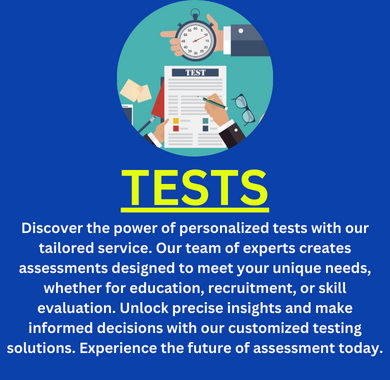 TEST
TESTS
Discover the power of personalized tests with our
tailored service. Our team of experts creates
assessments designed to meet your unique needs,
whether for education, recruitment, or skill
evaluation. Unlock precise insights and make
informed decisions with our customized testing
solutions. Experience the future of assessment today.